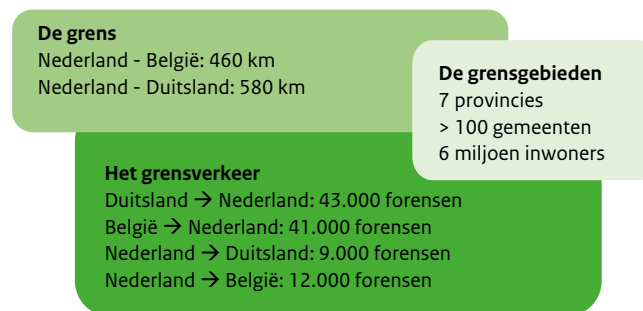 De grens
Nederland - België: 460 km
Nederland - Duitsland: 580 km
De grensgebieden
7 provincies
> 100 gemeenten
6 miljoen inwoners
Het grensverkeer
Duitsland → Nederland: 43.000 forensen
België → Nederland: 41.000 forensen
Nederland → Duitsland: 9.000 forensen
Nederland → België: 12.000 forensen